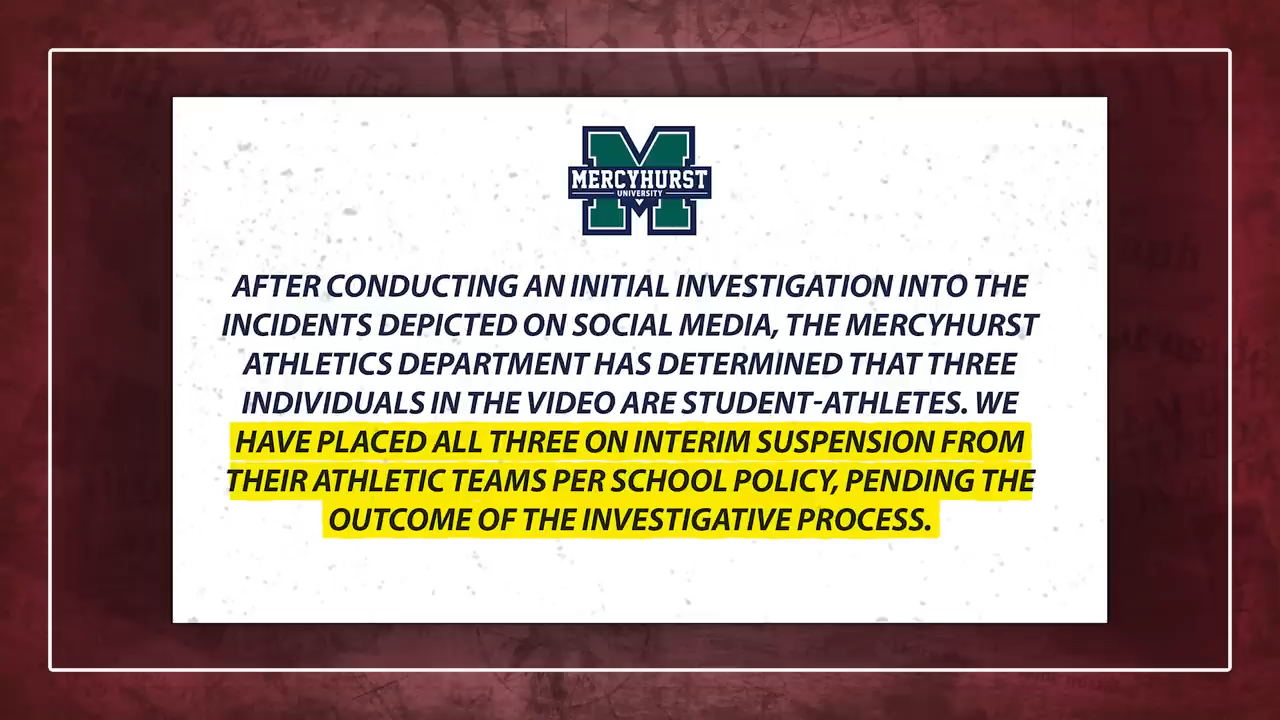 MERCYHURST
UNIVERSITY
AFTER CONDUCTING AN INITIAL INVESTIGATION INTO THE
INCIDENTS DEPICTED ON SOCIAL MEDIA, THE MERCYHURST
ATHLETICS DEPARTMENT HAS DETERMINED THAT THREE
INDIVIDUALS IN THE VIDEO ARE STUDENT-ATHLETES. WE
HAVE PLACED ALL THREE ON INTERIM SUSPENSION FROM
THEIR ATHLETIC TEAMS PER SCHOOL POLICY, PENDING THE
OUTCOME OF THE INVESTIGATIVE PROCESS.